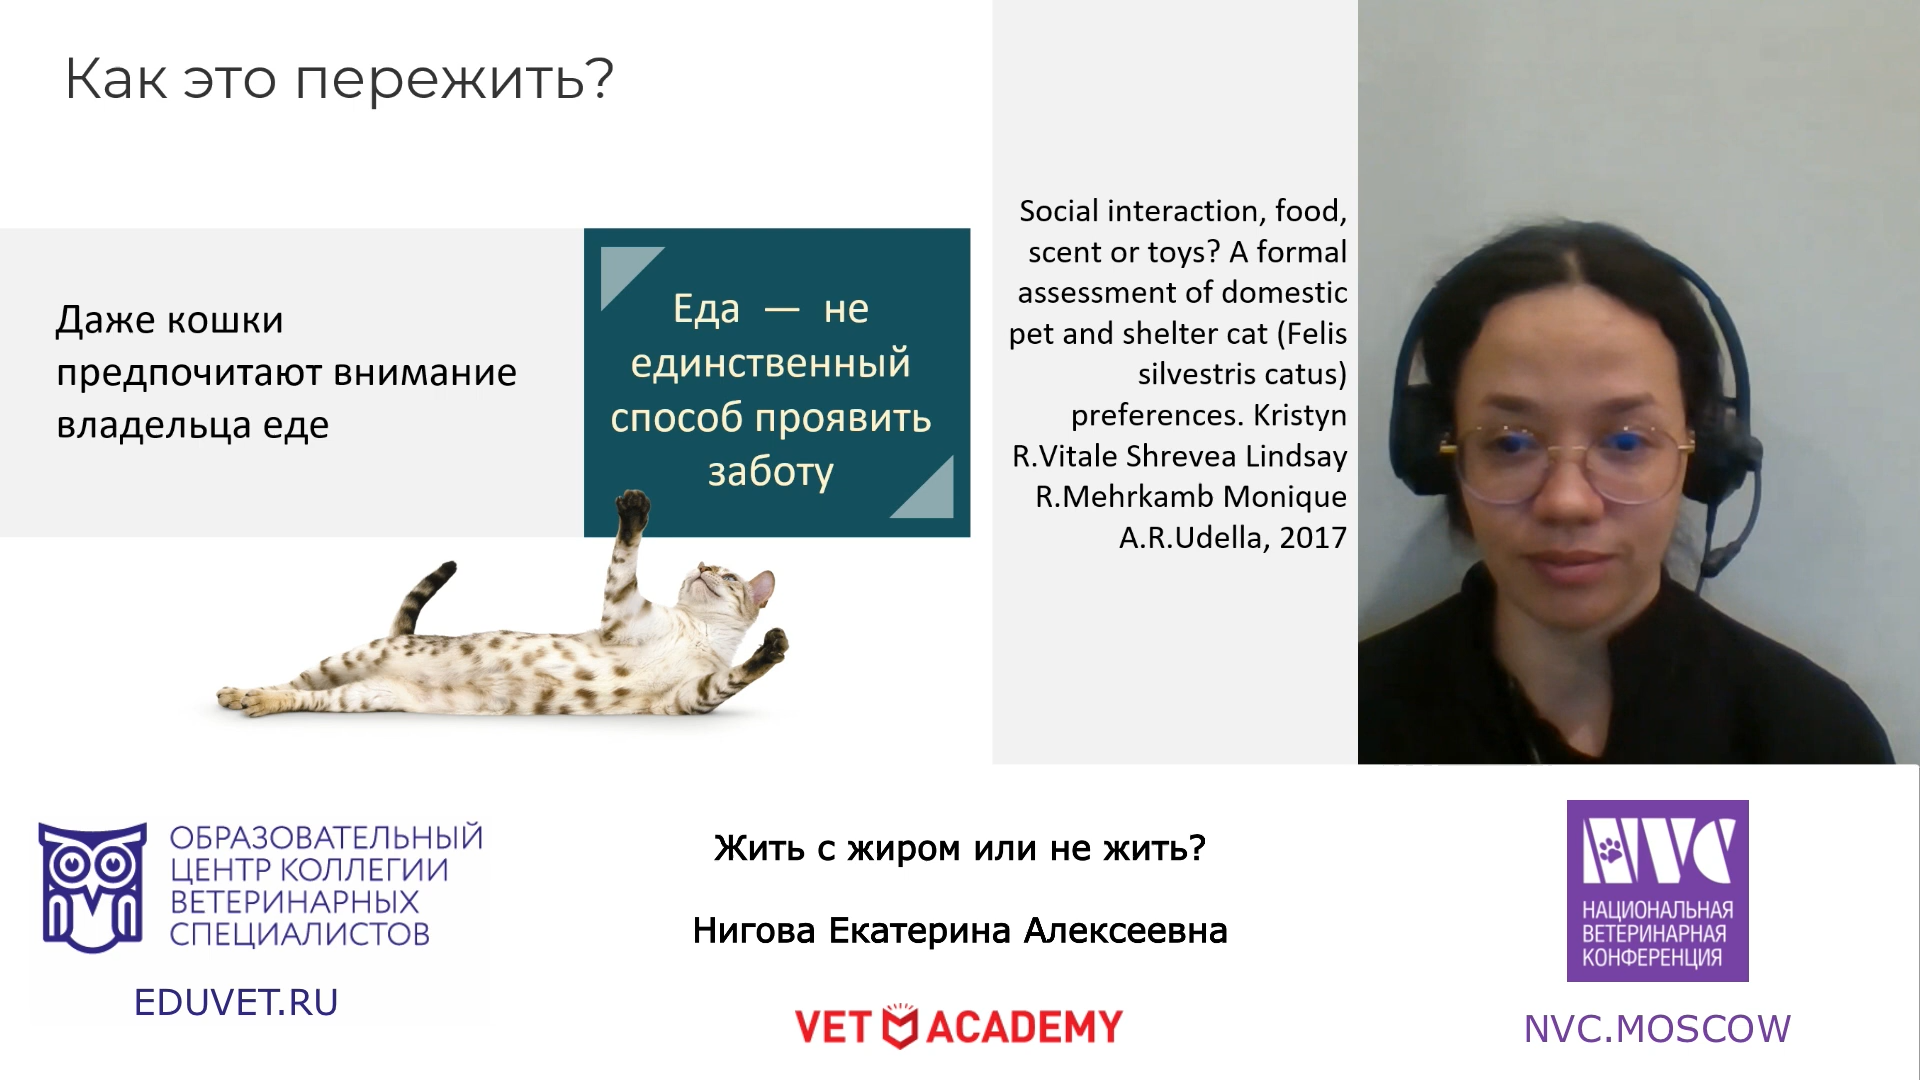 Как это пережить?
Даже кошки
предпочитают внимание
владельца еде
Еда — не
единственный
способ проявить
заботу
Social interaction, food,
scent or toys? A formal
assessment of domestic
pet and shelter cat (Felis
silvestris catus)
preferences. Kristyn
R.Vitale Shrevea Lindsay
R.Mehrkamb Monique
A.R.Udella, 2017
ОБРАЗОВАТЕЛЬНЫЙ
ЦЕНТР КОЛЛЕГИИ
ВЕТЕРИНАРНЫХ
СПЕЦИАЛИСТОВ
EDUVET.RU
Жить с жиром или не жить?
Нигова Екатерина Алексеевна
VET ACADEMY
NVC
НАЦИОНАЛЬНАЯ
ВЕТЕРИНАРНАЯ
КОНФЕРЕНЦИЯ
NVC.MOSCOW